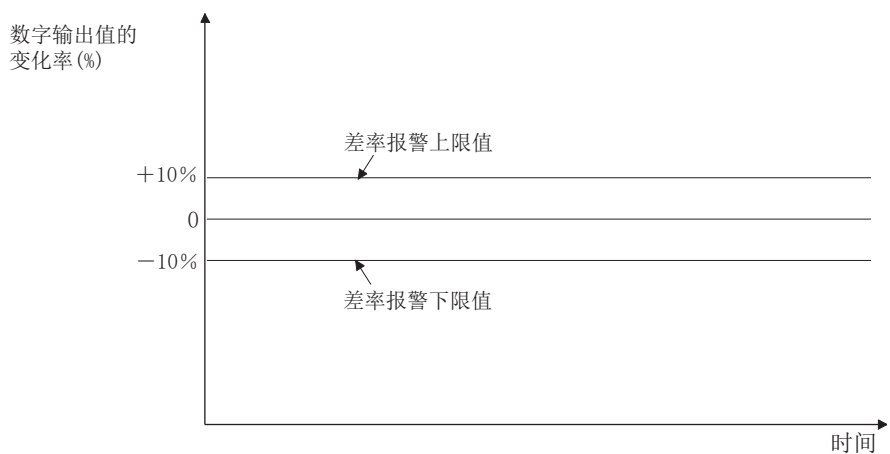 数字输出值的
变化率(%)
差率报警上限值
+10%
0
-10%
差率报警下限值
时间